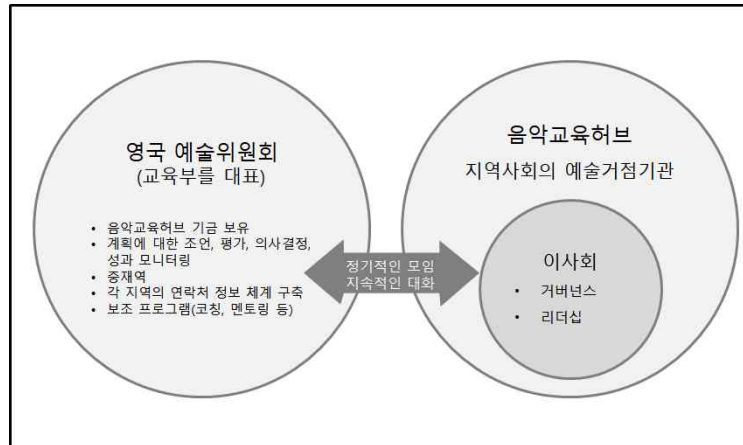 영국 예술위원회
(교육부를 대표)
• 음악교육허브 기금 보유
• 계획에 대한 조언, 평가, 의사결정,
성과 모니터링
• 중재역
• 각 지역의 연락처 정보 체계 구축
• 보조 프로그램(코칭, 멘토링 등)
정기적인 모임
지속적인 대화
음악교육허브
지역사회의 예술거점기관
이사회
• 거버넌스
• 리더십